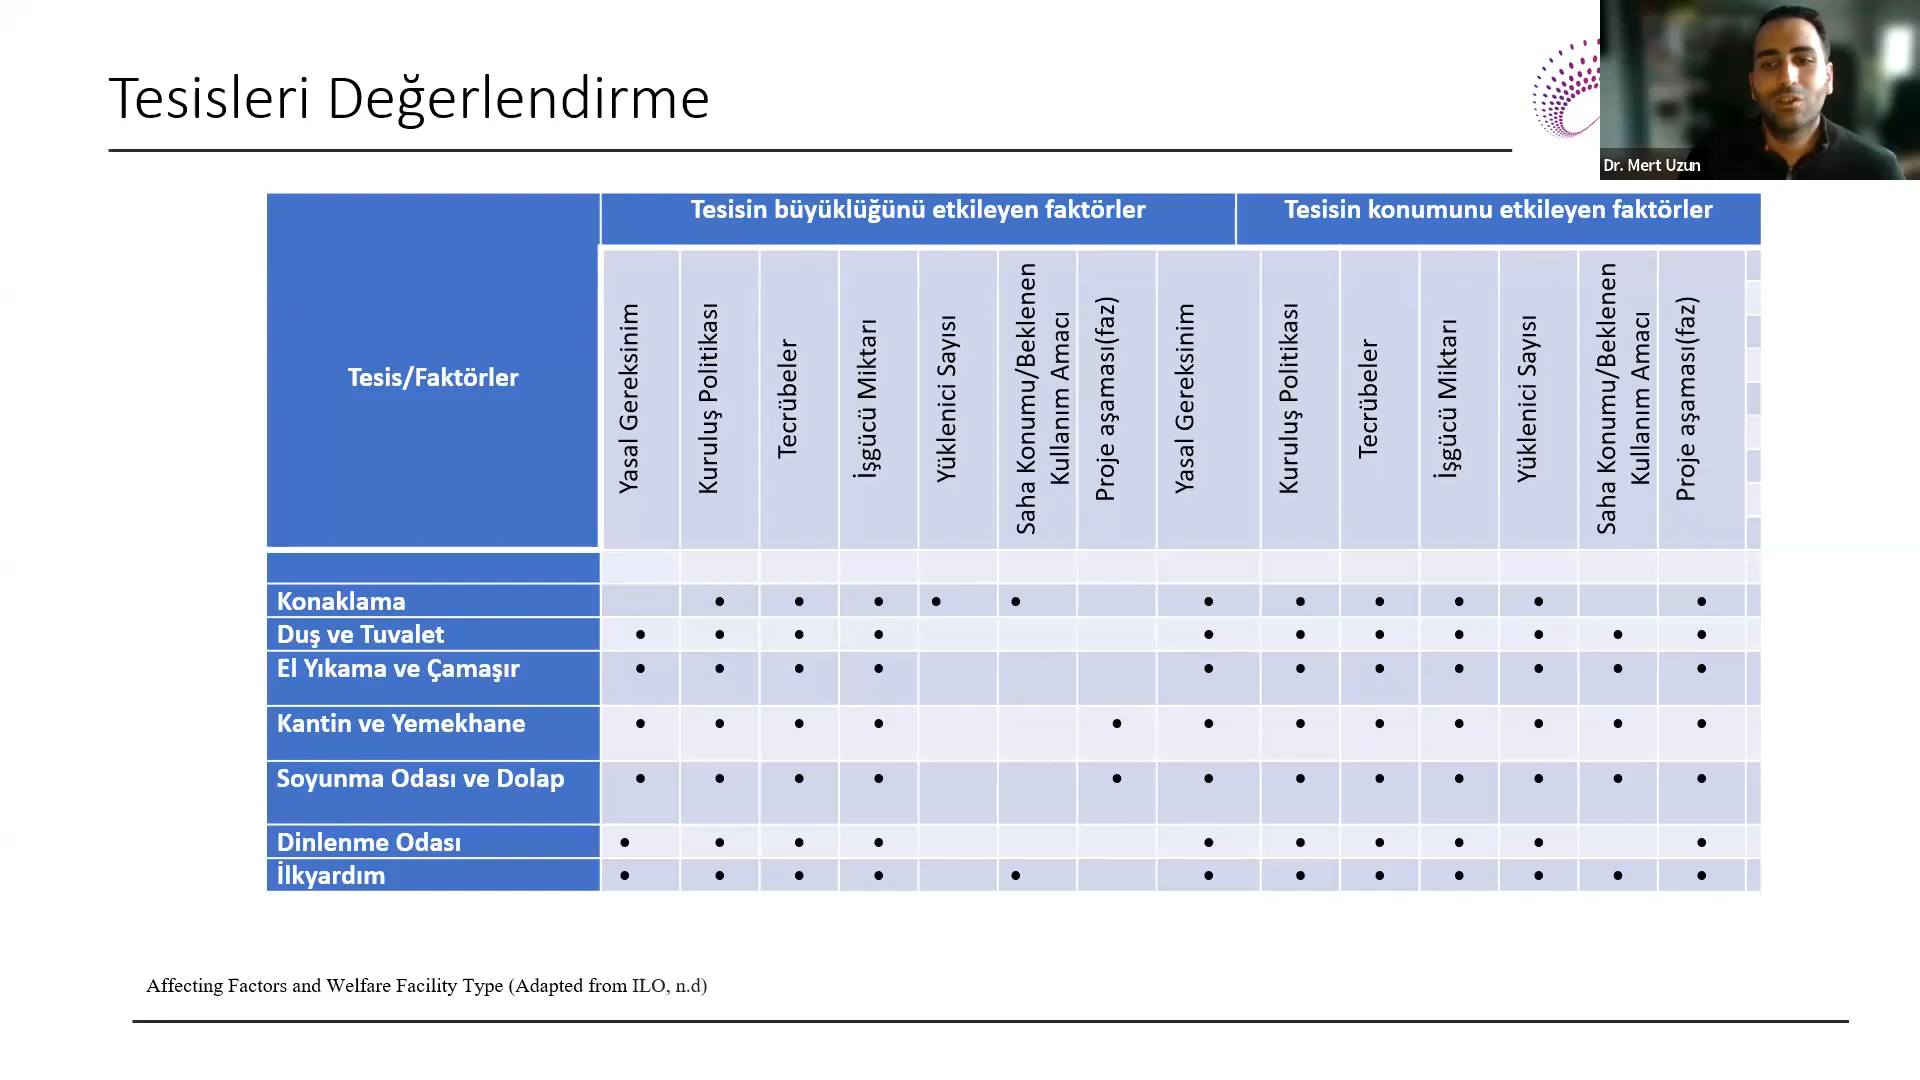 Tesisleri Değerlendirme
Dr. Mert Uzun
Tesis/Faktörler
Tesisin büyüklüğünü etkileyen faktörler
Tesisin konumunu etkileyen faktörler
Yasal Gereksinim
Kuruluş Politikası
Tecrübeler
İşgücü Miktarı
Yüklenici Sayısı
Saha Konumu/Beklenen
Kullanım Amacı
Proje aşaması(faz)
Yasal Gereksinim
Kuruluş Politikası
Tecrübeler
İşgücü Miktarı
Yüklenici Sayısı
Saha Konumu/Beklenen
Kullanım Amacı
Proje aşaması(faz)
Konaklama • • • • • • • • • • •
Duş ve Tuvalet • • • • • • • • • • •
El Yıkama ve Çamaşır • • • • • • • • • • •
Kantin ve Yemekhane • • • • • • • • • • • •
Soyunma Odası ve Dolap • • • • • • • • • • • •
Dinlenme Odası • • • • • • • • • •
İlkyardım • • • • • • • • • • • •
Affecting Factors and Welfare Facility Type (Adapted from ILO, n.d)